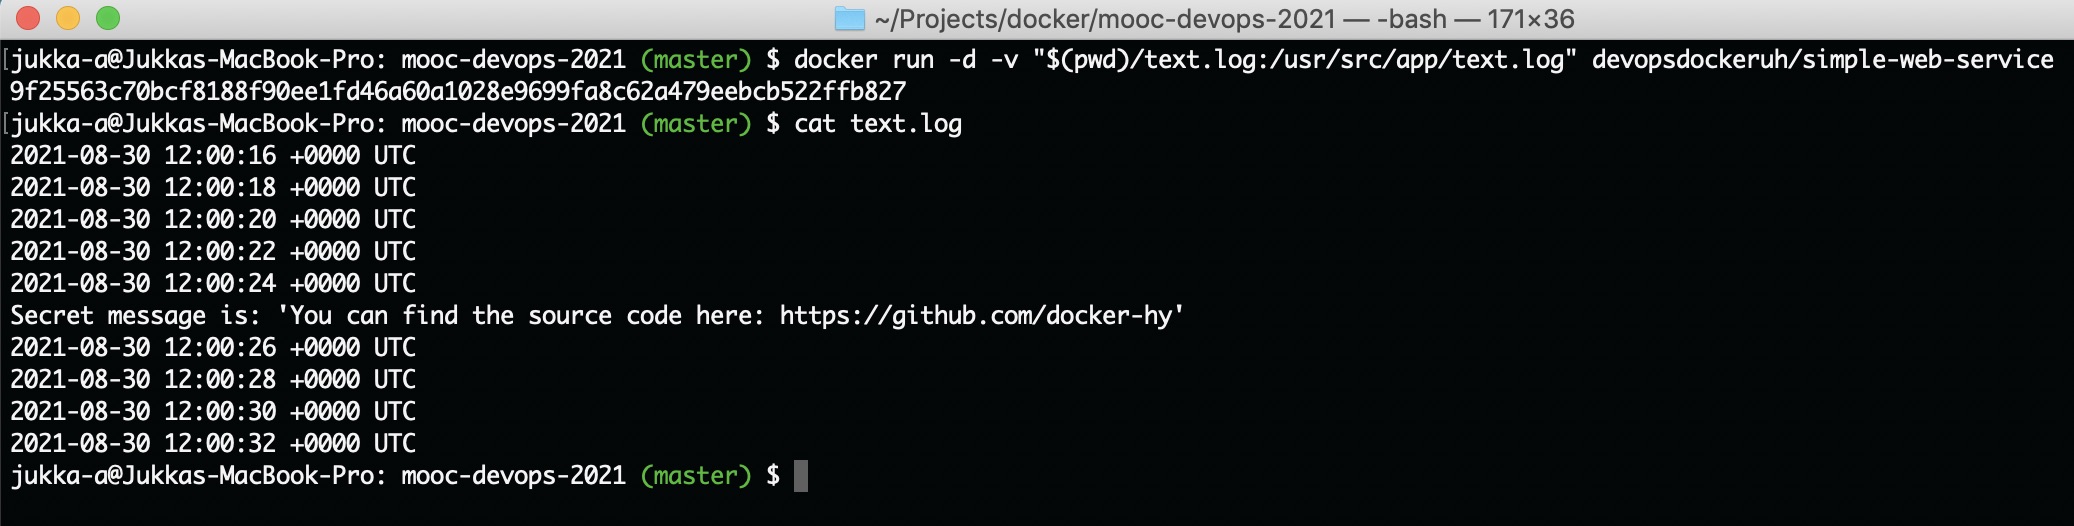 ~/Projects/docker/mooc-devops-2021 — -bash — 171×36
[jukka-a@Jukkas-MacBook-Pro: mooc-devops-2021 (master) $ docker run -d -v "$(pwd)/text.log:/usr/src/app/text.log" devopsdockeruh/simple-web-service
9f25563c70bcf8188f90ee1fd46a60a1028e9699fa8c62a479eebcb522ffb827
[jukka-a@Jukkas-MacBook-Pro: mooc-devops-2021 (master) $ cat text.log
2021-08-30 12:00:16 +0000 UTC
2021-08-30 12:00:18 +0000 UTC
2021-08-30 12:00:20 +0000 UTC
2021-08-30 12:00:22 +0000 UTC
2021-08-30 12:00:24 +0000 UTC
Secret message is: 'You can find the source code here: https://github.com/docker-hy'
2021-08-30 12:00:26 +0000 UTC
2021-08-30 12:00:28 +0000 UTC
2021-08-30 12:00:30 +0000 UTC
2021-08-30 12:00:32 +0000 UTC
jukka-a@Jukkas-MacBook-Pro: mooc-devops-2021 (master) $